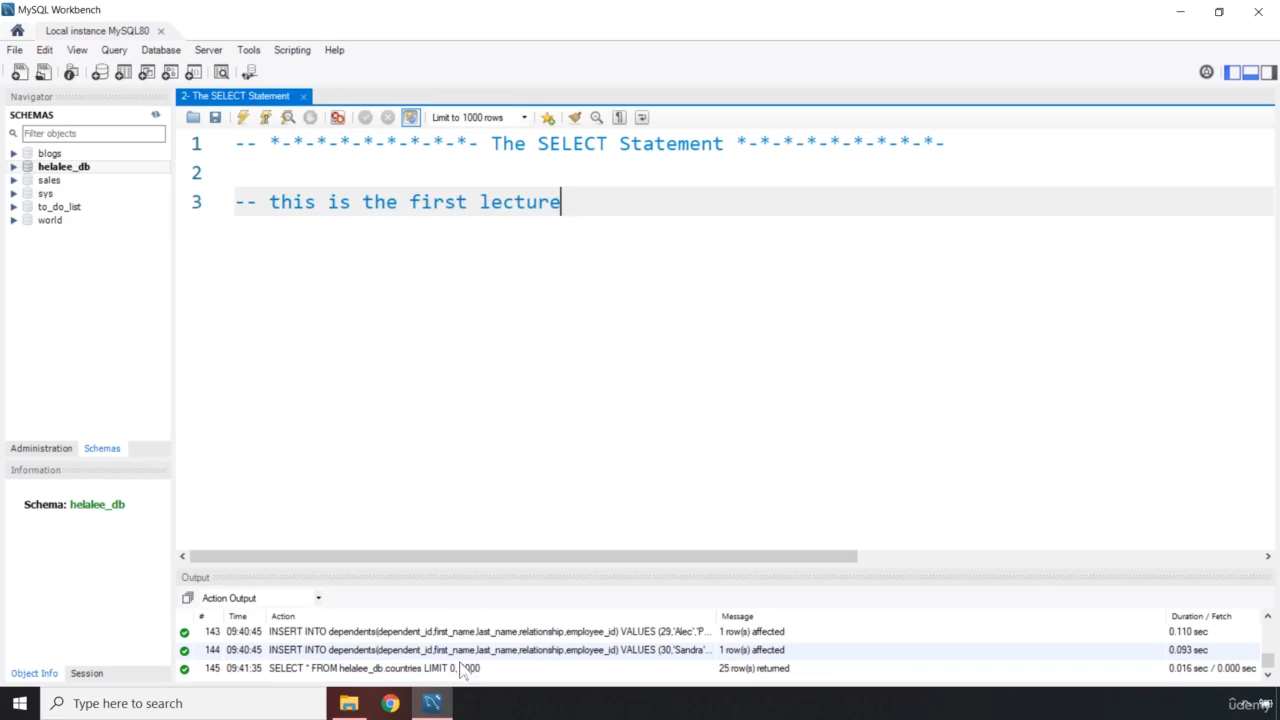 MySQL Workbench
Local instance MySQL80
File Edit View Query Database Server Tools Scripting Help
Navigator
SCHEMAS
Filter objects
blogs
helalee_db
sales
sys
to_do_list
world
Administration Schemas
Information
Schema: helalee_db
Object Info Session
2- The SELECT Statement
Limit to 1000 rows
1 -- *-*-*-*-*-*-*-*-*- The SELECT Statement *-*-*-*-*-*-*-*-*-
2
3 -- this is the first lecture
Output
Action Output
# Time Action Message Duration / Fetch
143 09:40:45 INSERT INTO dependents(dependent_id,first_name,last_name,relationship,employee_id) VALUES (29,'Alec','P... 1 row(s) affected 0.110 sec
144 09:40:45 INSERT INTO dependents(dependent_id,first_name,last_name,relationship,employee_id) VALUES (30,'Sandra'... 1 row(s) affected 0.093 sec
145 09:41:35 SELECT * FROM helalee_db.countries LIMIT 0, 25 row(s) returned 0.016 sec / 0.000 sec
Type here to search
udemy